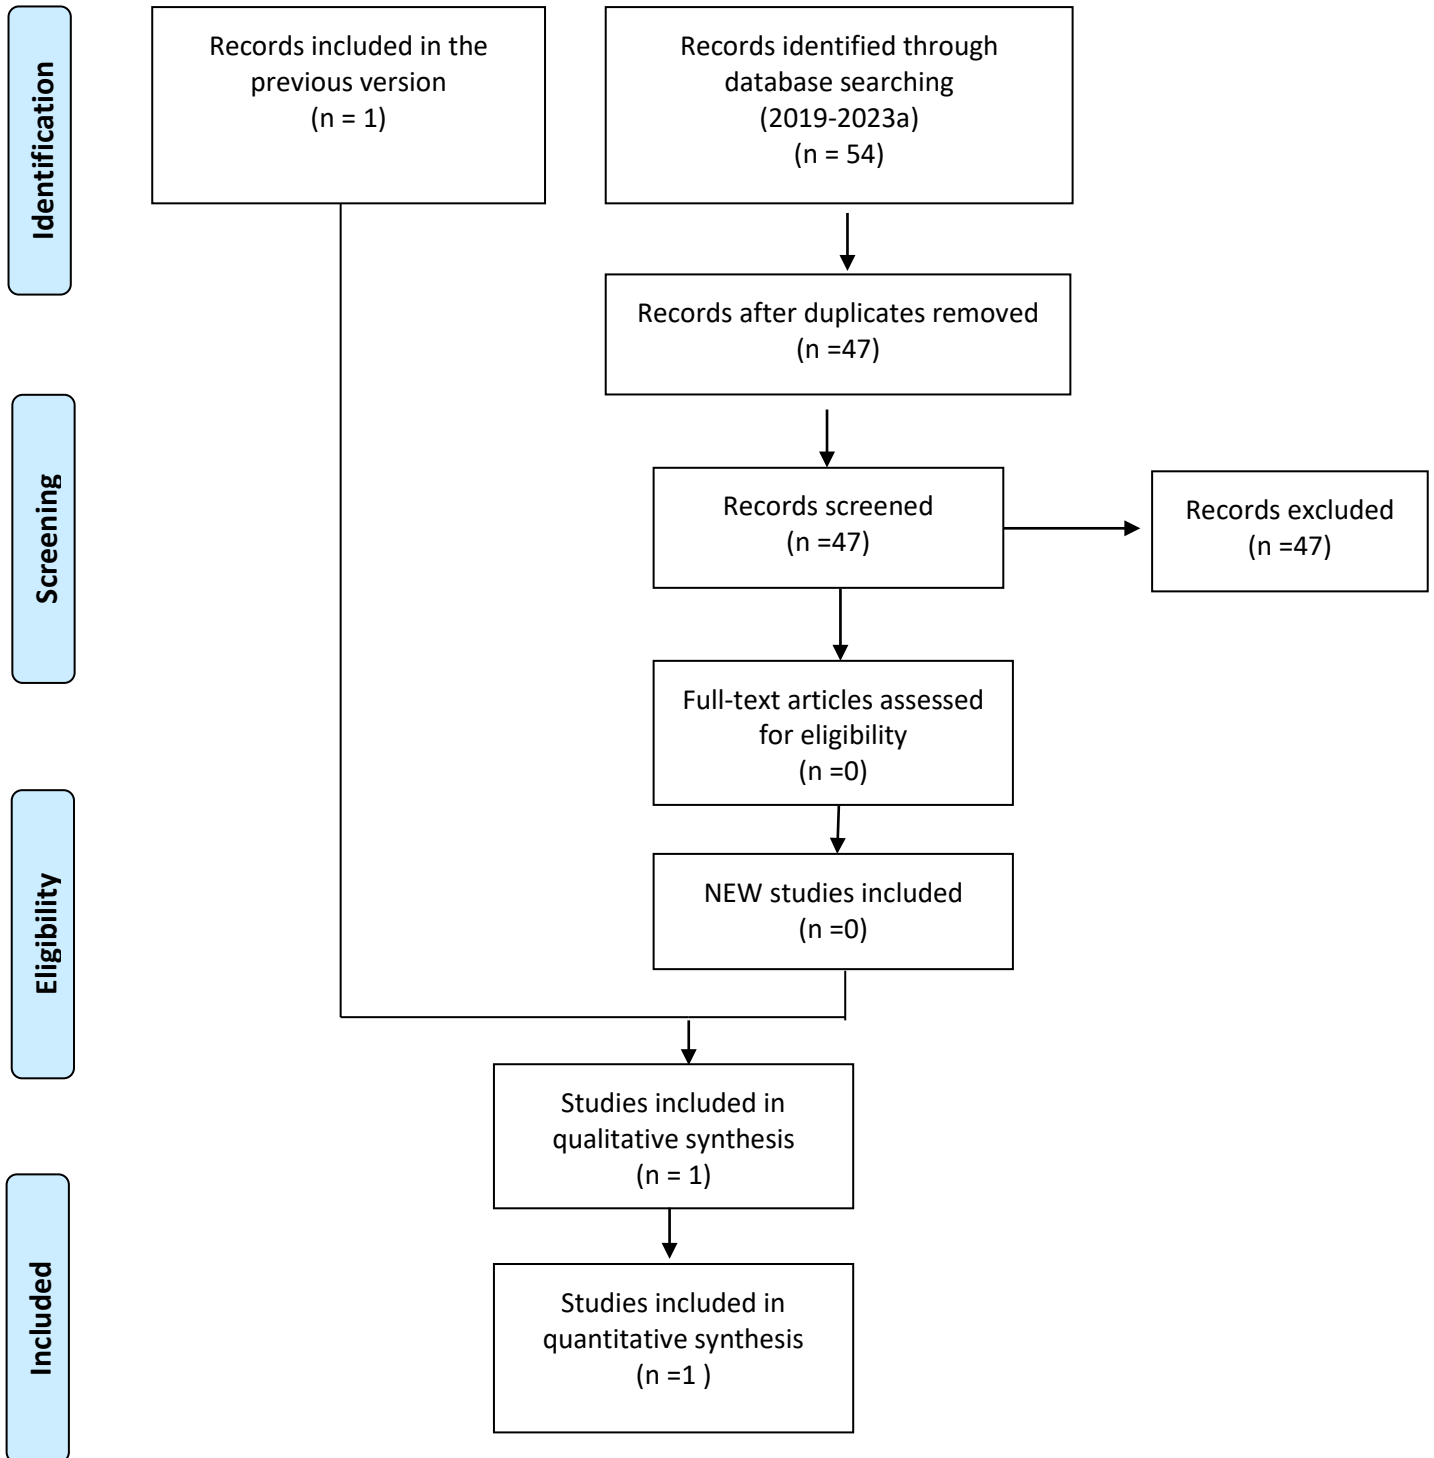 Identification
Records included in the
previous version
(n = 1)
Records identified through
database searching
(2019-2023a)
(n = 54)
Records after duplicates removed
(n =47)
Screening
Records screened
(n =47)
Records excluded
(n =47)
Full-text articles assessed
for eligibility
(n =0)
Eligibility
NEW studies included
(n =0)
Studies included in
qualitative synthesis
(n = 1)
Included
Studies included in
quantitative synthesis
(n =1 )